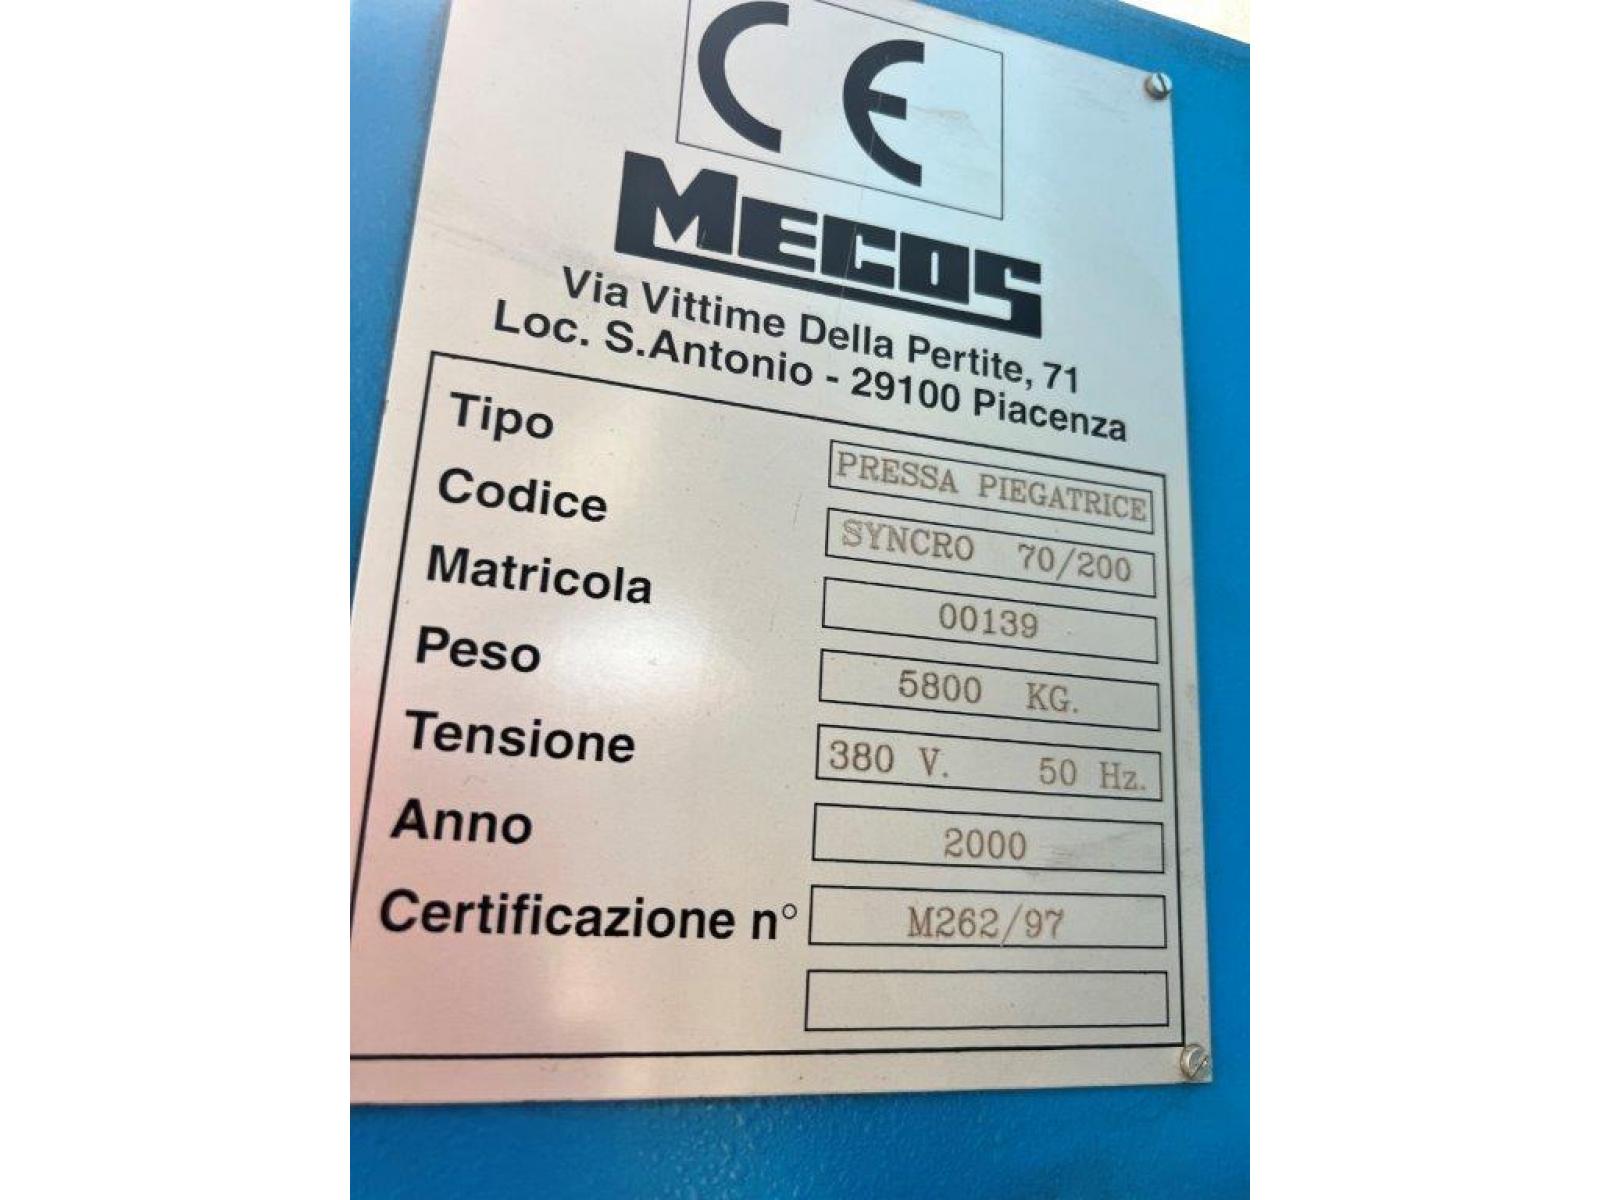 CE
MECOS
Via Vittime Della Pertite, 71
Loc. S.Antonio - 29100 Piacenza
Tipo PRESSA PIEGATRICE
Codice SYNCRO 70/200
Matricola 00139
Peso 5800 KG.
Tensione 380 V. 50 Hz.
Anno 2000
Certificazione n° M262/97